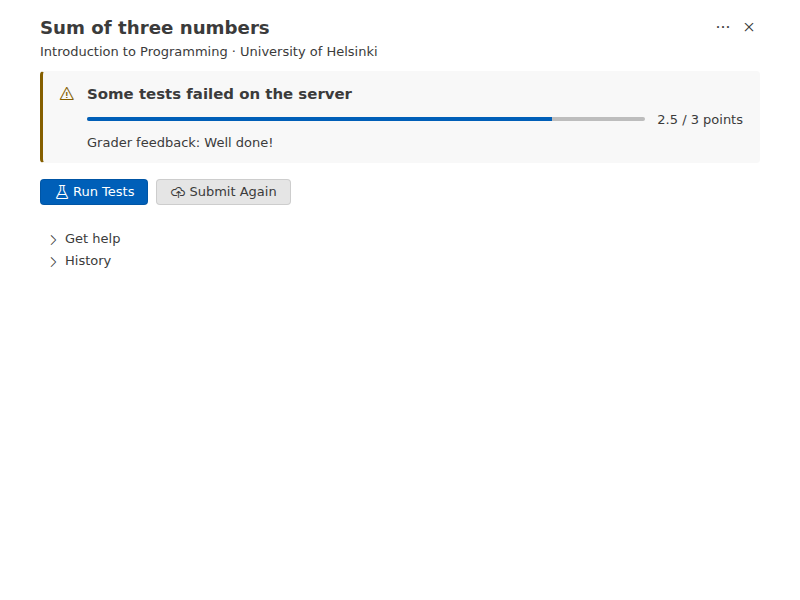 Sum of three numbers
Introduction to Programming · University of Helsinki
Some tests failed on the server
2.5 / 3 points
Grader feedback: Well done!
Run Tests
Submit Again
Get help
History